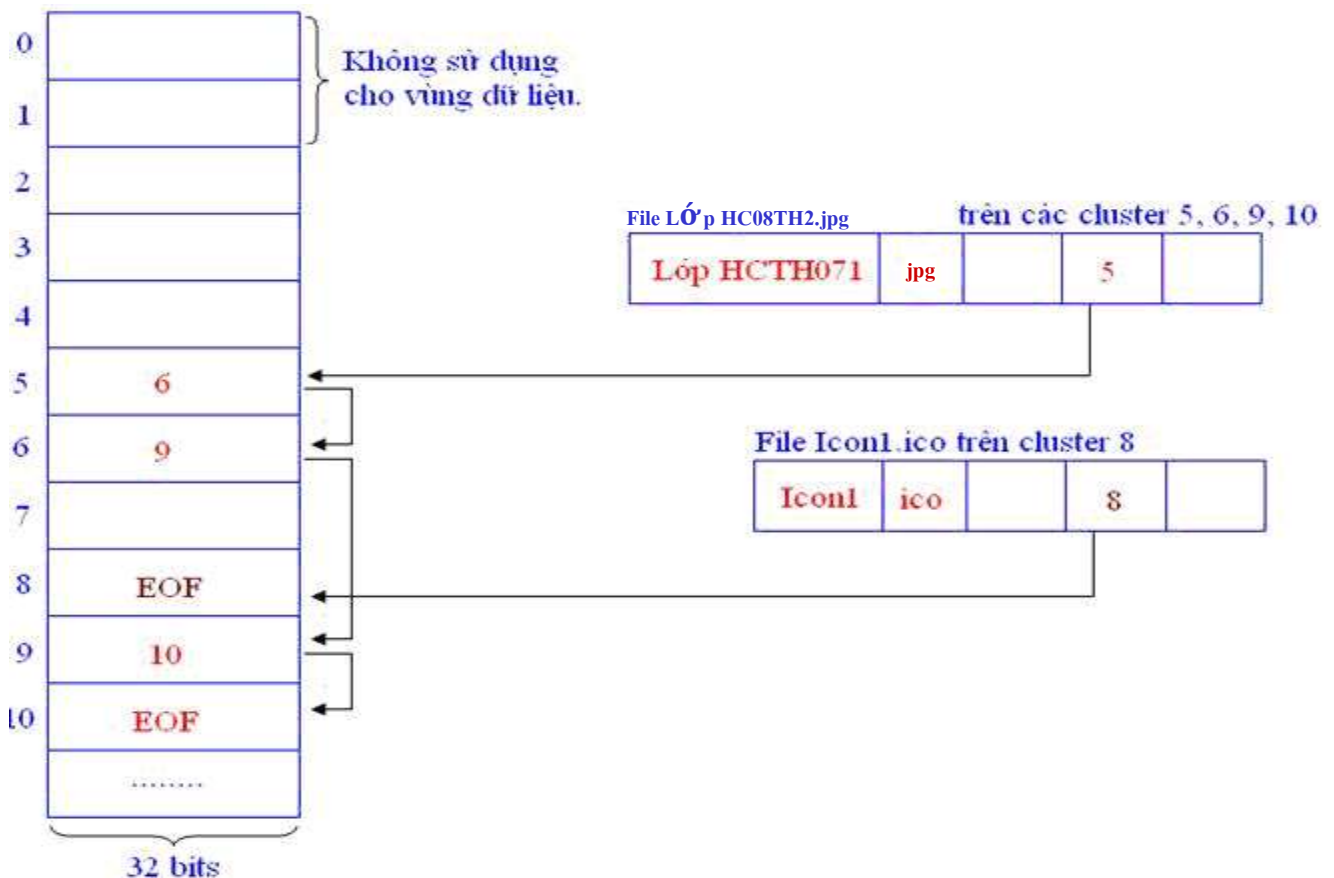 0
Không sử dụng
cho vùng dữ liệu.
1
2
3
File LỚp HC08TH2.jpg trên các cluster 5, 6, 9, 10
Lóp HCTH071 jpg 5
4
5 6
6 9
File Icon1.ico trên cluster 8
Icon1 ico 8
7
8 EOF
9 10
10 EOF
........
32 bits